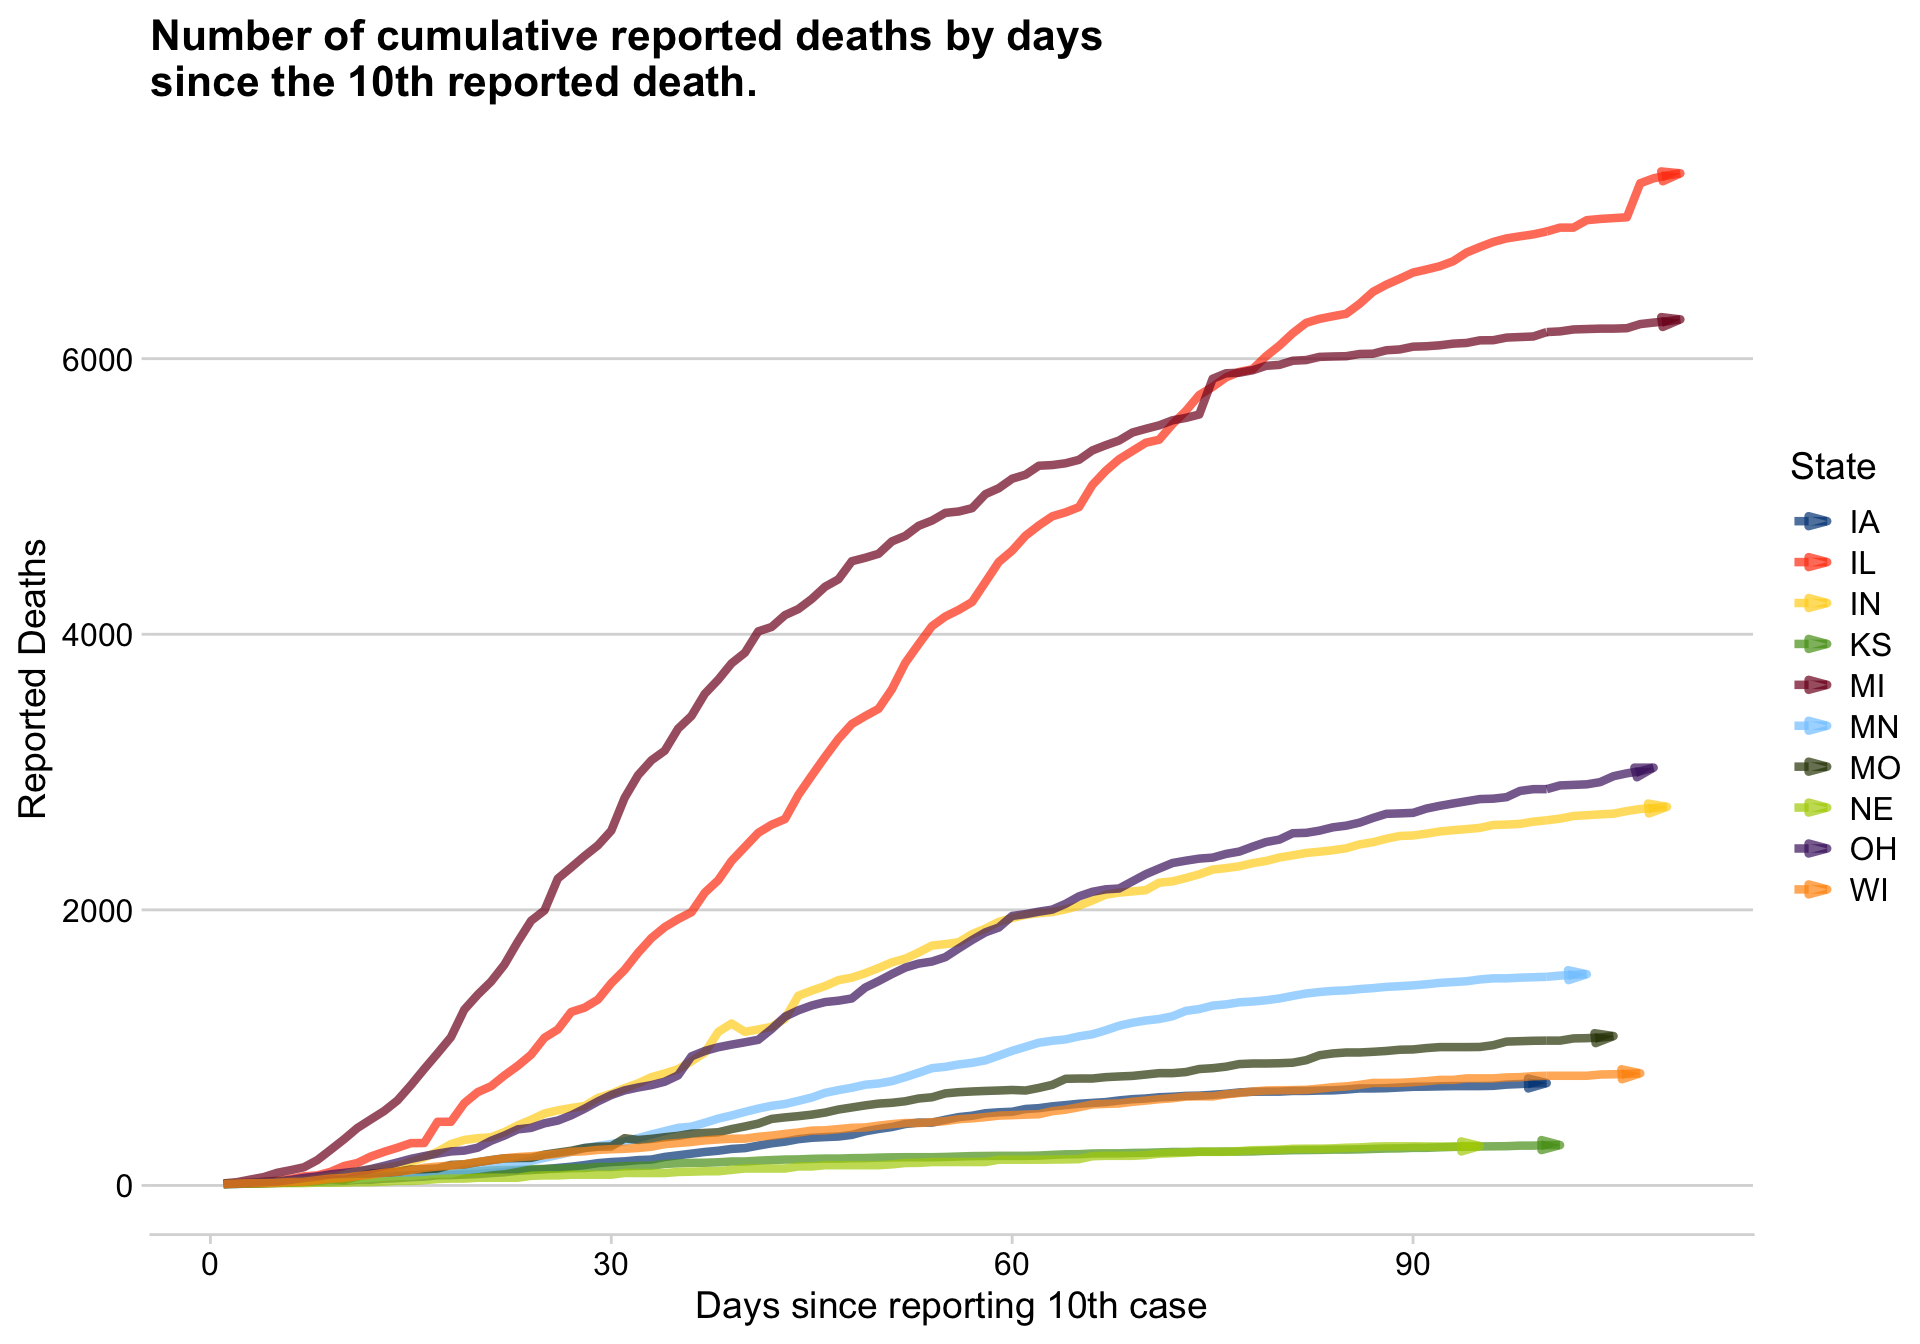 Number of cumulative reported deaths by days
since the 10th reported death.
Reported Deaths
6000
4000
2000
0
0
30
60
90
Days since reporting 10th case
State
IA
IL
IN
KS
MI
MN
MO
NE
OH
WI